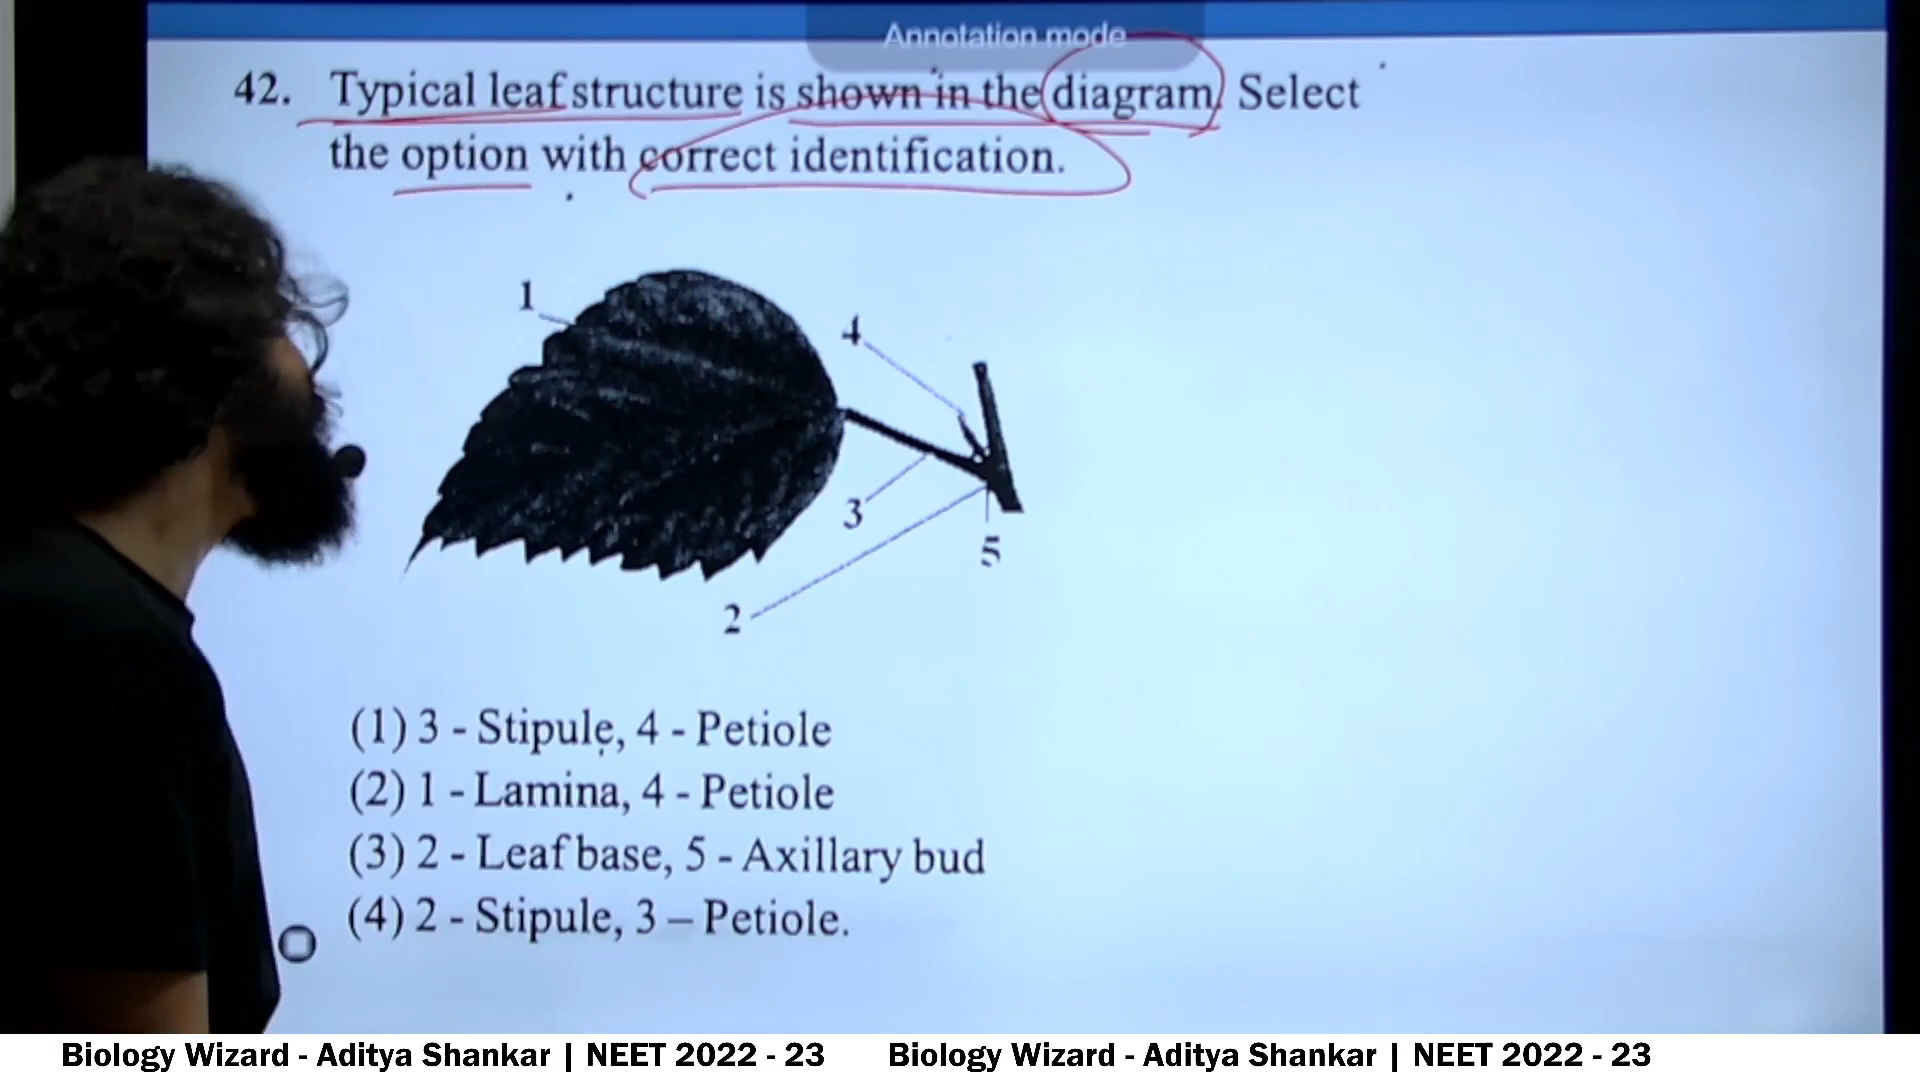 Annotation mode
42. Typical leaf structure is shown in the diagram. Select
the option with correct identification.
1
4
3
5
2
(1) 3 - Stipule, 4 - Petiole
(2) 1 - Lamina, 4 - Petiole
(3) 2 - Leaf base, 5 - Axillary bud
(4) 2 - Stipule, 3 – Petiole.
Biology Wizard - Aditya Shankar | NEET 2022 - 23 Biology Wizard - Aditya Shankar | NEET 2022 - 23